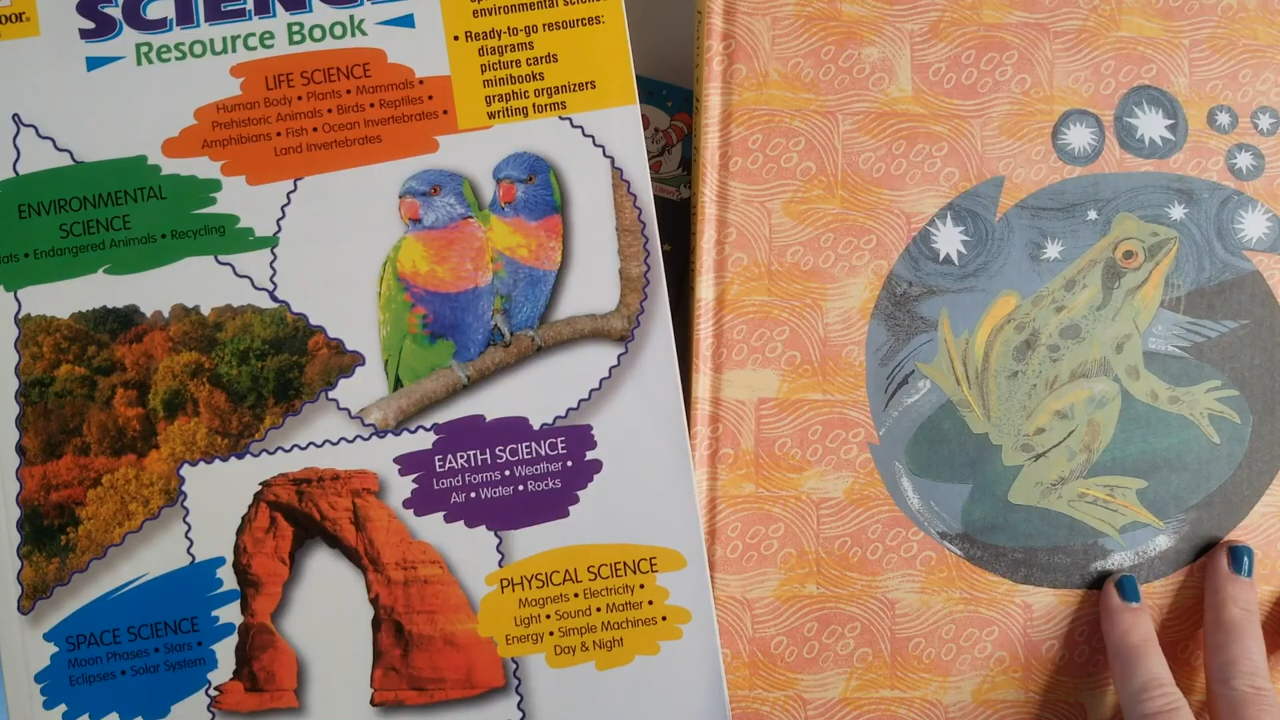 SCIENCE
Resource Book
environmental science
• Ready-to-go resources:
diagrams
picture cards
minibooks
graphic organizers
writing forms
LIFE SCIENCE
Human Body • Plants • Mammals •
Prehistoric Animals • Birds • Reptiles •
Amphibians • Fish • Ocean Invertebrates •
Land Invertebrates
ENVIRONMENTAL
SCIENCE
• Endangered Animals • Recycling
EARTH SCIENCE
Land Forms • Weather •
Air • Water • Rocks
PHYSICAL SCIENCE
Magnets • Electricity •
Light • Sound • Matter •
Energy • Simple Machines •
Day & Night
SPACE SCIENCE
Moon Phases • Stars •
Eclipses • Solar System
Library